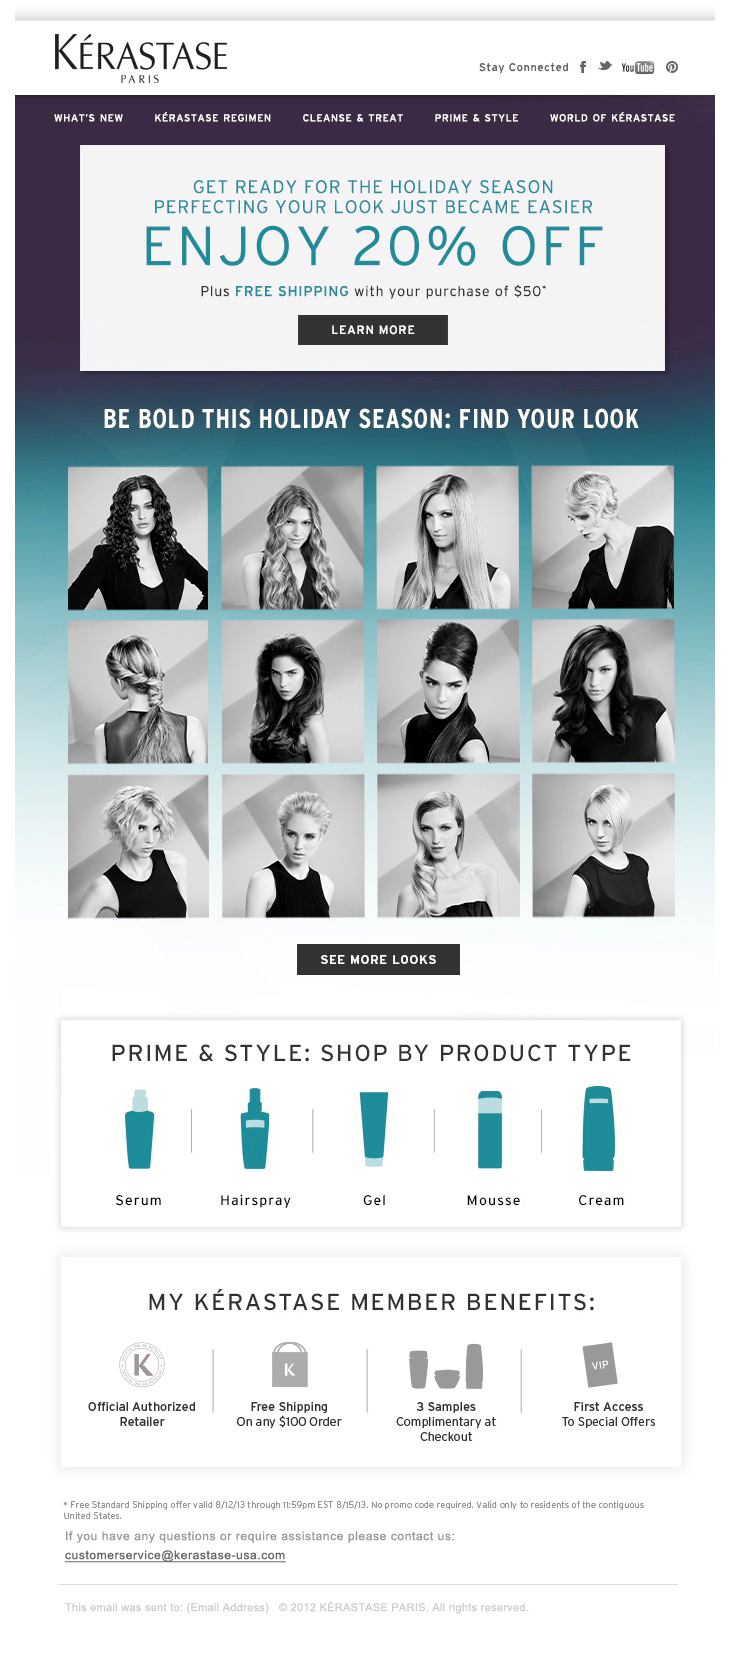 KÉRASTASE
PARIS
Stay Connected
YouTube
WHAT'S NEW KÉRASTASE REGIMEN CLEANSE & TREAT PRIME & STYLE WORLD OF KÉRASTASE
GET READY FOR THE HOLIDAY SEASON
PERFECTING YOUR LOOK JUST BECAME EASIER
ENJOY 20% OFF
Plus FREE SHIPPING with your purchase of $50*
LEARN MORE
BE BOLD THIS HOLIDAY SEASON: FIND YOUR LOOK
SEE MORE LOOKS
PRIME & STYLE: SHOP BY PRODUCT TYPE
Serum Hairspray Gel Mousse Cream
MY KÉRASTASE MEMBER BENEFITS:
K
K
VIP
Official Authorized
Retailer
Free Shipping
On any $100 Order
3 Samples
Complimentary at
Checkout
First Access
To Special Offers
* Free Standard Shipping offer valid 8/12/13 through 11:59pm EST 8/15/13. No promo code required. Valid only to residents of the contiguous
United States.
If you have any questions or require assistance please contact us:
customerservice@kerastase-usa.com
This email was sent to: (Email Address) © 2012 KÉRASTASE PARIS. All rights reserved.